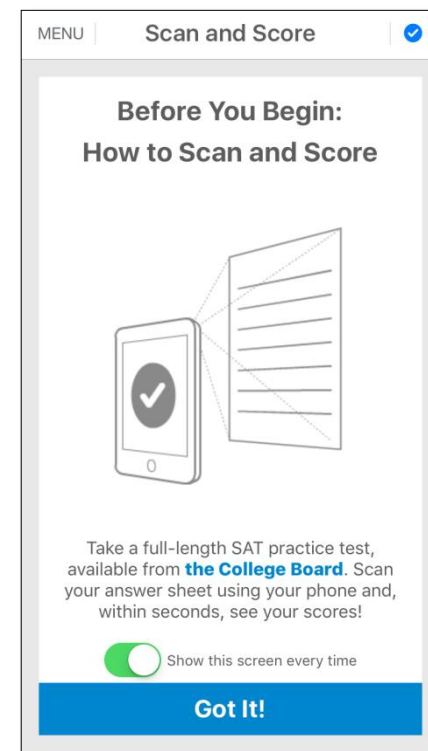 MENU Scan and Score
Before You Begin:
How to Scan and Score
Take a full-length SAT practice test,
available from the College Board. Scan
your answer sheet using your phone and,
within seconds, see your scores!
Show this screen every time
Got It!